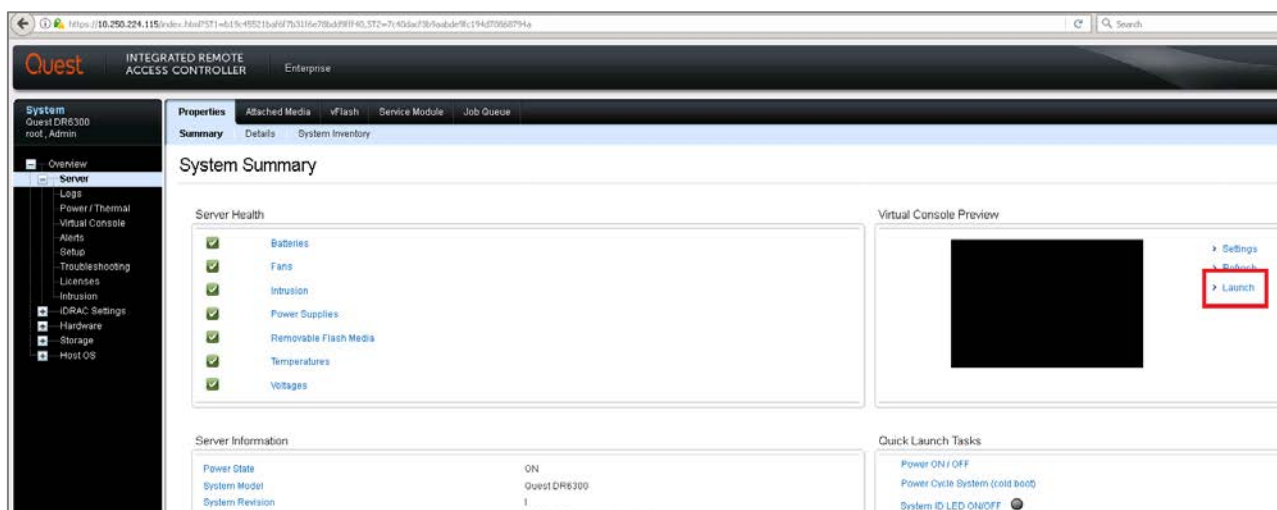 https://10.250.224.115/index.html?
Search
Quest
INTEGRATED REMOTE
ACCESS CONTROLLER
Enterprise
System
Quest DR6300
root , Admin
Properties Attached Media vFlash Service Module Job Queue
Summary Details System Inventory
Overview
Server
Logs
Power / Thermal
Virtual Console
Alerts
Setup
Troubleshooting
Licenses
Intrusion
iDRAC Settings
Hardware
Storage
Host OS
System Summary
Server Health
Batteries
Fans
Intrusion
Power Supplies
Removable Flash Media
Temperatures
Voltages
Virtual Console Preview
Settings
Refresh
Launch
Server Information
Power State ON
System Model Quest DR6300
System Revision I
Quick Launch Tasks
Power ON / OFF
Power Cycle System (cold boot)
System ID LED ON/OFF